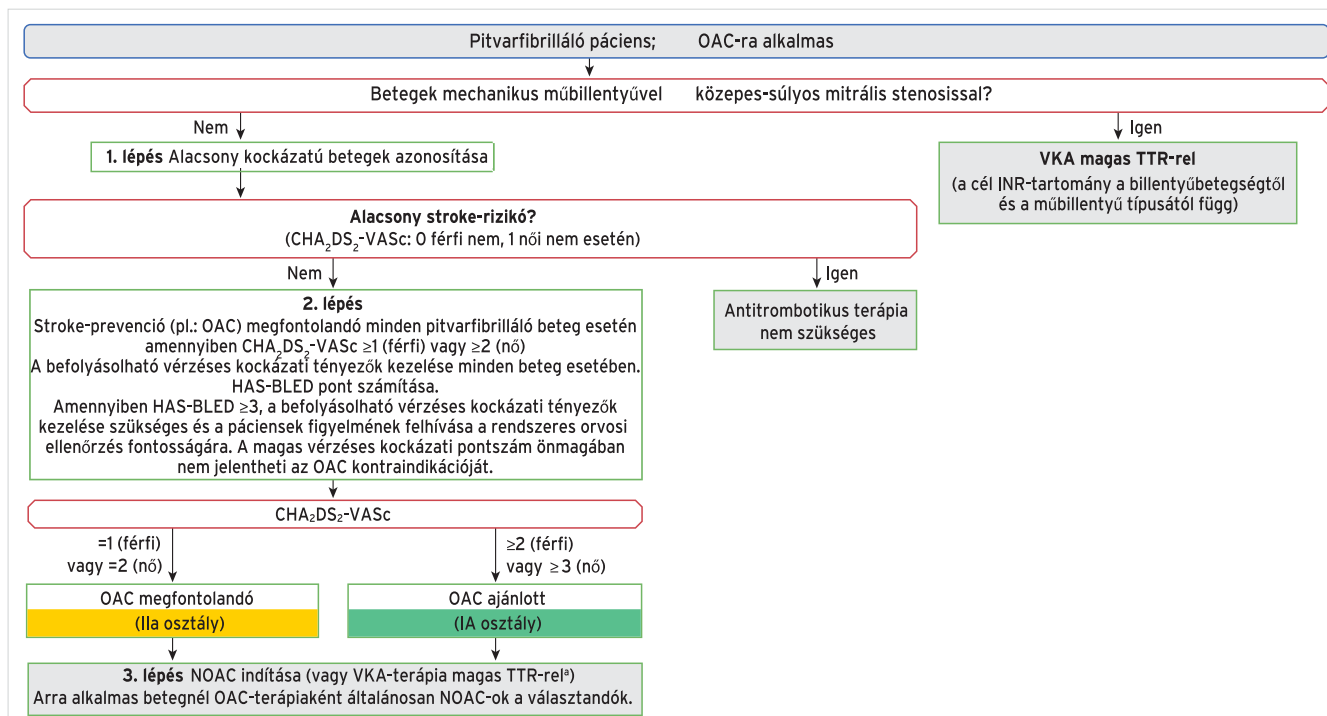 Pitvarfibrilláló páciens; OAC-ra alkalmas
Betegek mechanikus műbillentyűvel közepes-súlyos mitrális stenosissal?
Nem
Igen
1. lépés Alacsony kockázatú betegek azonosítása
VKA magas TTR-rel
(a cél INR-tartomány a billentyűbetegségtől
és a műbillentyű típusától függ)
Alacsony stroke-rizikó?
(CHA₂DS₂-VASc: 0 férfi nem, 1 női nem esetén)
Nem
Igen
2. lépés
Stroke-prevenció (pl.: OAC) megfontolandó minden pitvarfibrilláló beteg esetén
amennyiben CHA₂DS₂-VASc ≥1 (férfi) vagy ≥2 (nő)
A befolyásolható vérzéses kockázati tényezők kezelése minden beteg esetében.
HAS-BLED pont számítása.
Amennyiben HAS-BLED ≥3, a befolyásolható vérzéses kockázati tényezők
kezelése szükséges és a páciensek figyelmének felhívása a rendszeres orvosi
ellenőrzés fontosságára. A magas vérzéses kockázati pontszám önmagában
nem jelentheti az OAC kontraindikációját.
Antitrombotikus terápia
nem szükséges
CHA₂DS₂-VASc
=1 (férfi)
vagy =2 (nő)
≥2 (férfi)
vagy ≥3 (nő)
OAC megfontolandó
(IIa osztály)
OAC ajánlott
(IA osztály)
3. lépés NOAC indítása (vagy VKA-terápia magas TTR-relª)
Arra alkalmas betegnél OAC-terápiaként általánosan NOAC-ok a választandók.